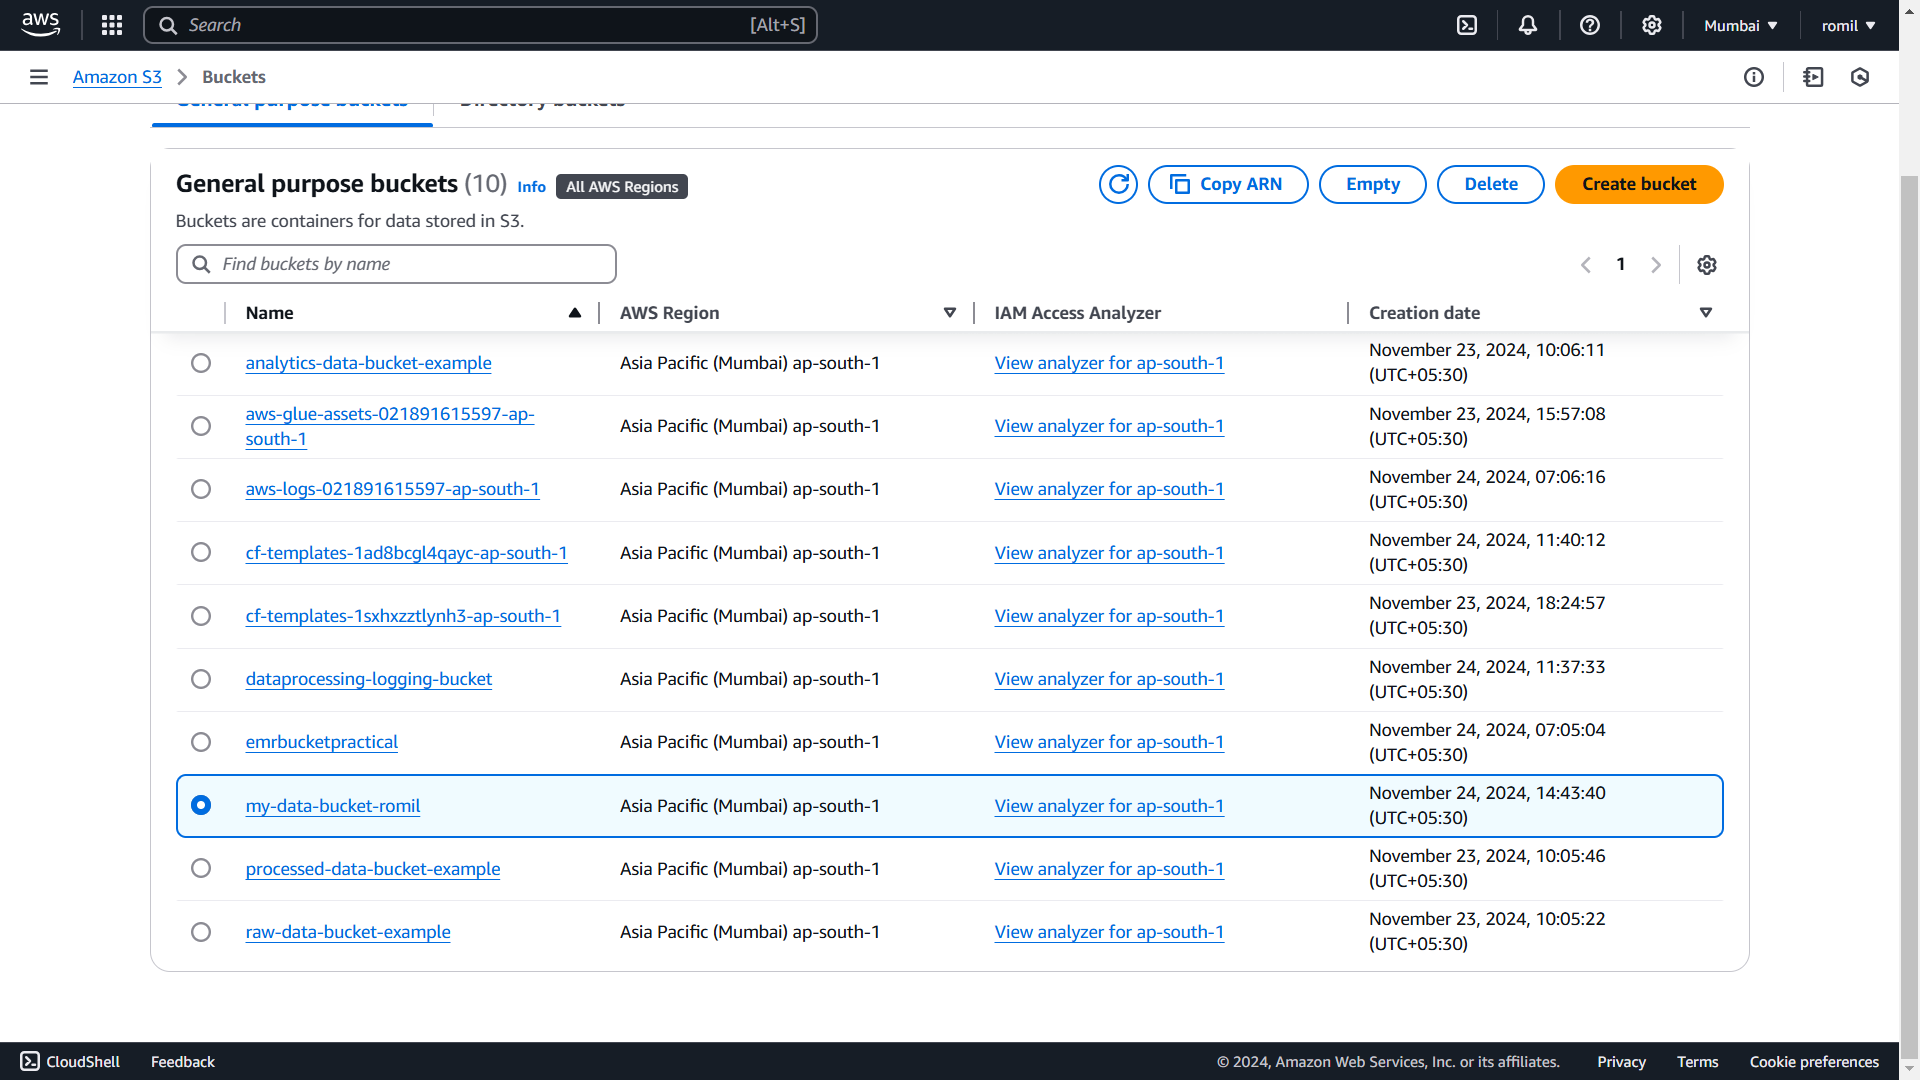 aws
Search
[Alt+S]
Mumbai
romil
Amazon S3
Buckets
General purpose buckets
Directory buckets
General purpose buckets (10)
Info
All AWS Regions
Copy ARN
Empty
Delete
Create bucket
Buckets are containers for data stored in S3.
Find buckets by name
1
Name
AWS Region
IAM Access Analyzer
Creation date
analytics-data-bucket-example
Asia Pacific (Mumbai) ap-south-1
View analyzer for ap-south-1
November 23, 2024, 10:06:11
(UTC+05:30)
aws-glue-assets-021891615597-ap-
south-1
Asia Pacific (Mumbai) ap-south-1
View analyzer for ap-south-1
November 23, 2024, 15:57:08
(UTC+05:30)
aws-logs-021891615597-ap-south-1
Asia Pacific (Mumbai) ap-south-1
View analyzer for ap-south-1
November 24, 2024, 07:06:16
(UTC+05:30)
cf-templates-1ad8bcgl4qayc-ap-south-1
Asia Pacific (Mumbai) ap-south-1
View analyzer for ap-south-1
November 24, 2024, 11:40:12
(UTC+05:30)
cf-templates-1sxhxzztlynh3-ap-south-1
Asia Pacific (Mumbai) ap-south-1
View analyzer for ap-south-1
November 23, 2024, 18:24:57
(UTC+05:30)
dataprocessing-logging-bucket
Asia Pacific (Mumbai) ap-south-1
View analyzer for ap-south-1
November 24, 2024, 11:37:33
(UTC+05:30)
emrbucketpractical
Asia Pacific (Mumbai) ap-south-1
View analyzer for ap-south-1
November 24, 2024, 07:05:04
(UTC+05:30)
my-data-bucket-romil
Asia Pacific (Mumbai) ap-south-1
View analyzer for ap-south-1
November 24, 2024, 14:43:40
(UTC+05:30)
processed-data-bucket-example
Asia Pacific (Mumbai) ap-south-1
View analyzer for ap-south-1
November 23, 2024, 10:05:46
(UTC+05:30)
raw-data-bucket-example
Asia Pacific (Mumbai) ap-south-1
View analyzer for ap-south-1
November 23, 2024, 10:05:22
(UTC+05:30)
CloudShell
Feedback
© 2024, Amazon Web Services, Inc. or its affiliates.
Privacy
Terms
Cookie preferences